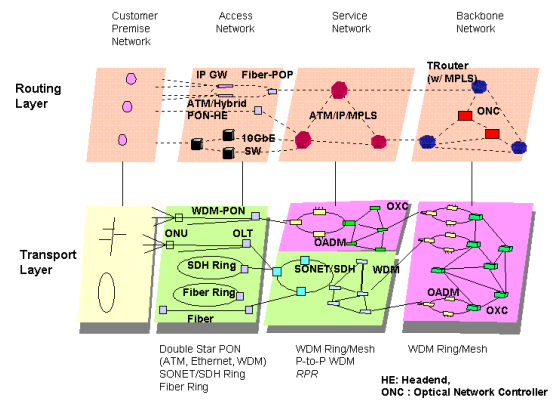 Customer
Premise
Network
Access
Network
Service
Network
Backbone
Network
Routing
Layer
IP GW
Fiber-POP
ATM/Hybrid
PON-HE
10GbE
SW
ATM/IP/MPLS
TRouter
(w/ MPLS)
ONC
Transport
Layer
WDM-PON
ONU
OLT
SDH Ring
Fiber Ring
Fiber
OXC
OADM
SONET/SDH
WDM
OADM
OXC
Double Star PON
(ATM, Ethernet, WDM)
SONET/SDH Ring
Fiber Ring
WDM Ring/Mesh
P-to-P WDM
RPR
WDM Ring/Mesh
HE: Headend,
ONC : Optical Network Controller